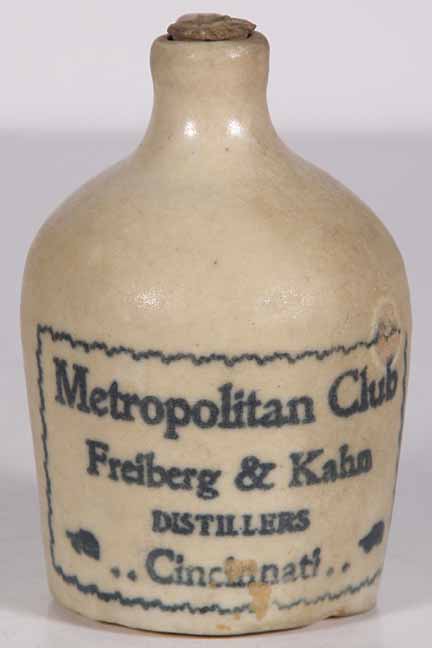 Metropolitan Club
Freiberg & Kahn
DISTILLERS
.. Cincinnati ..